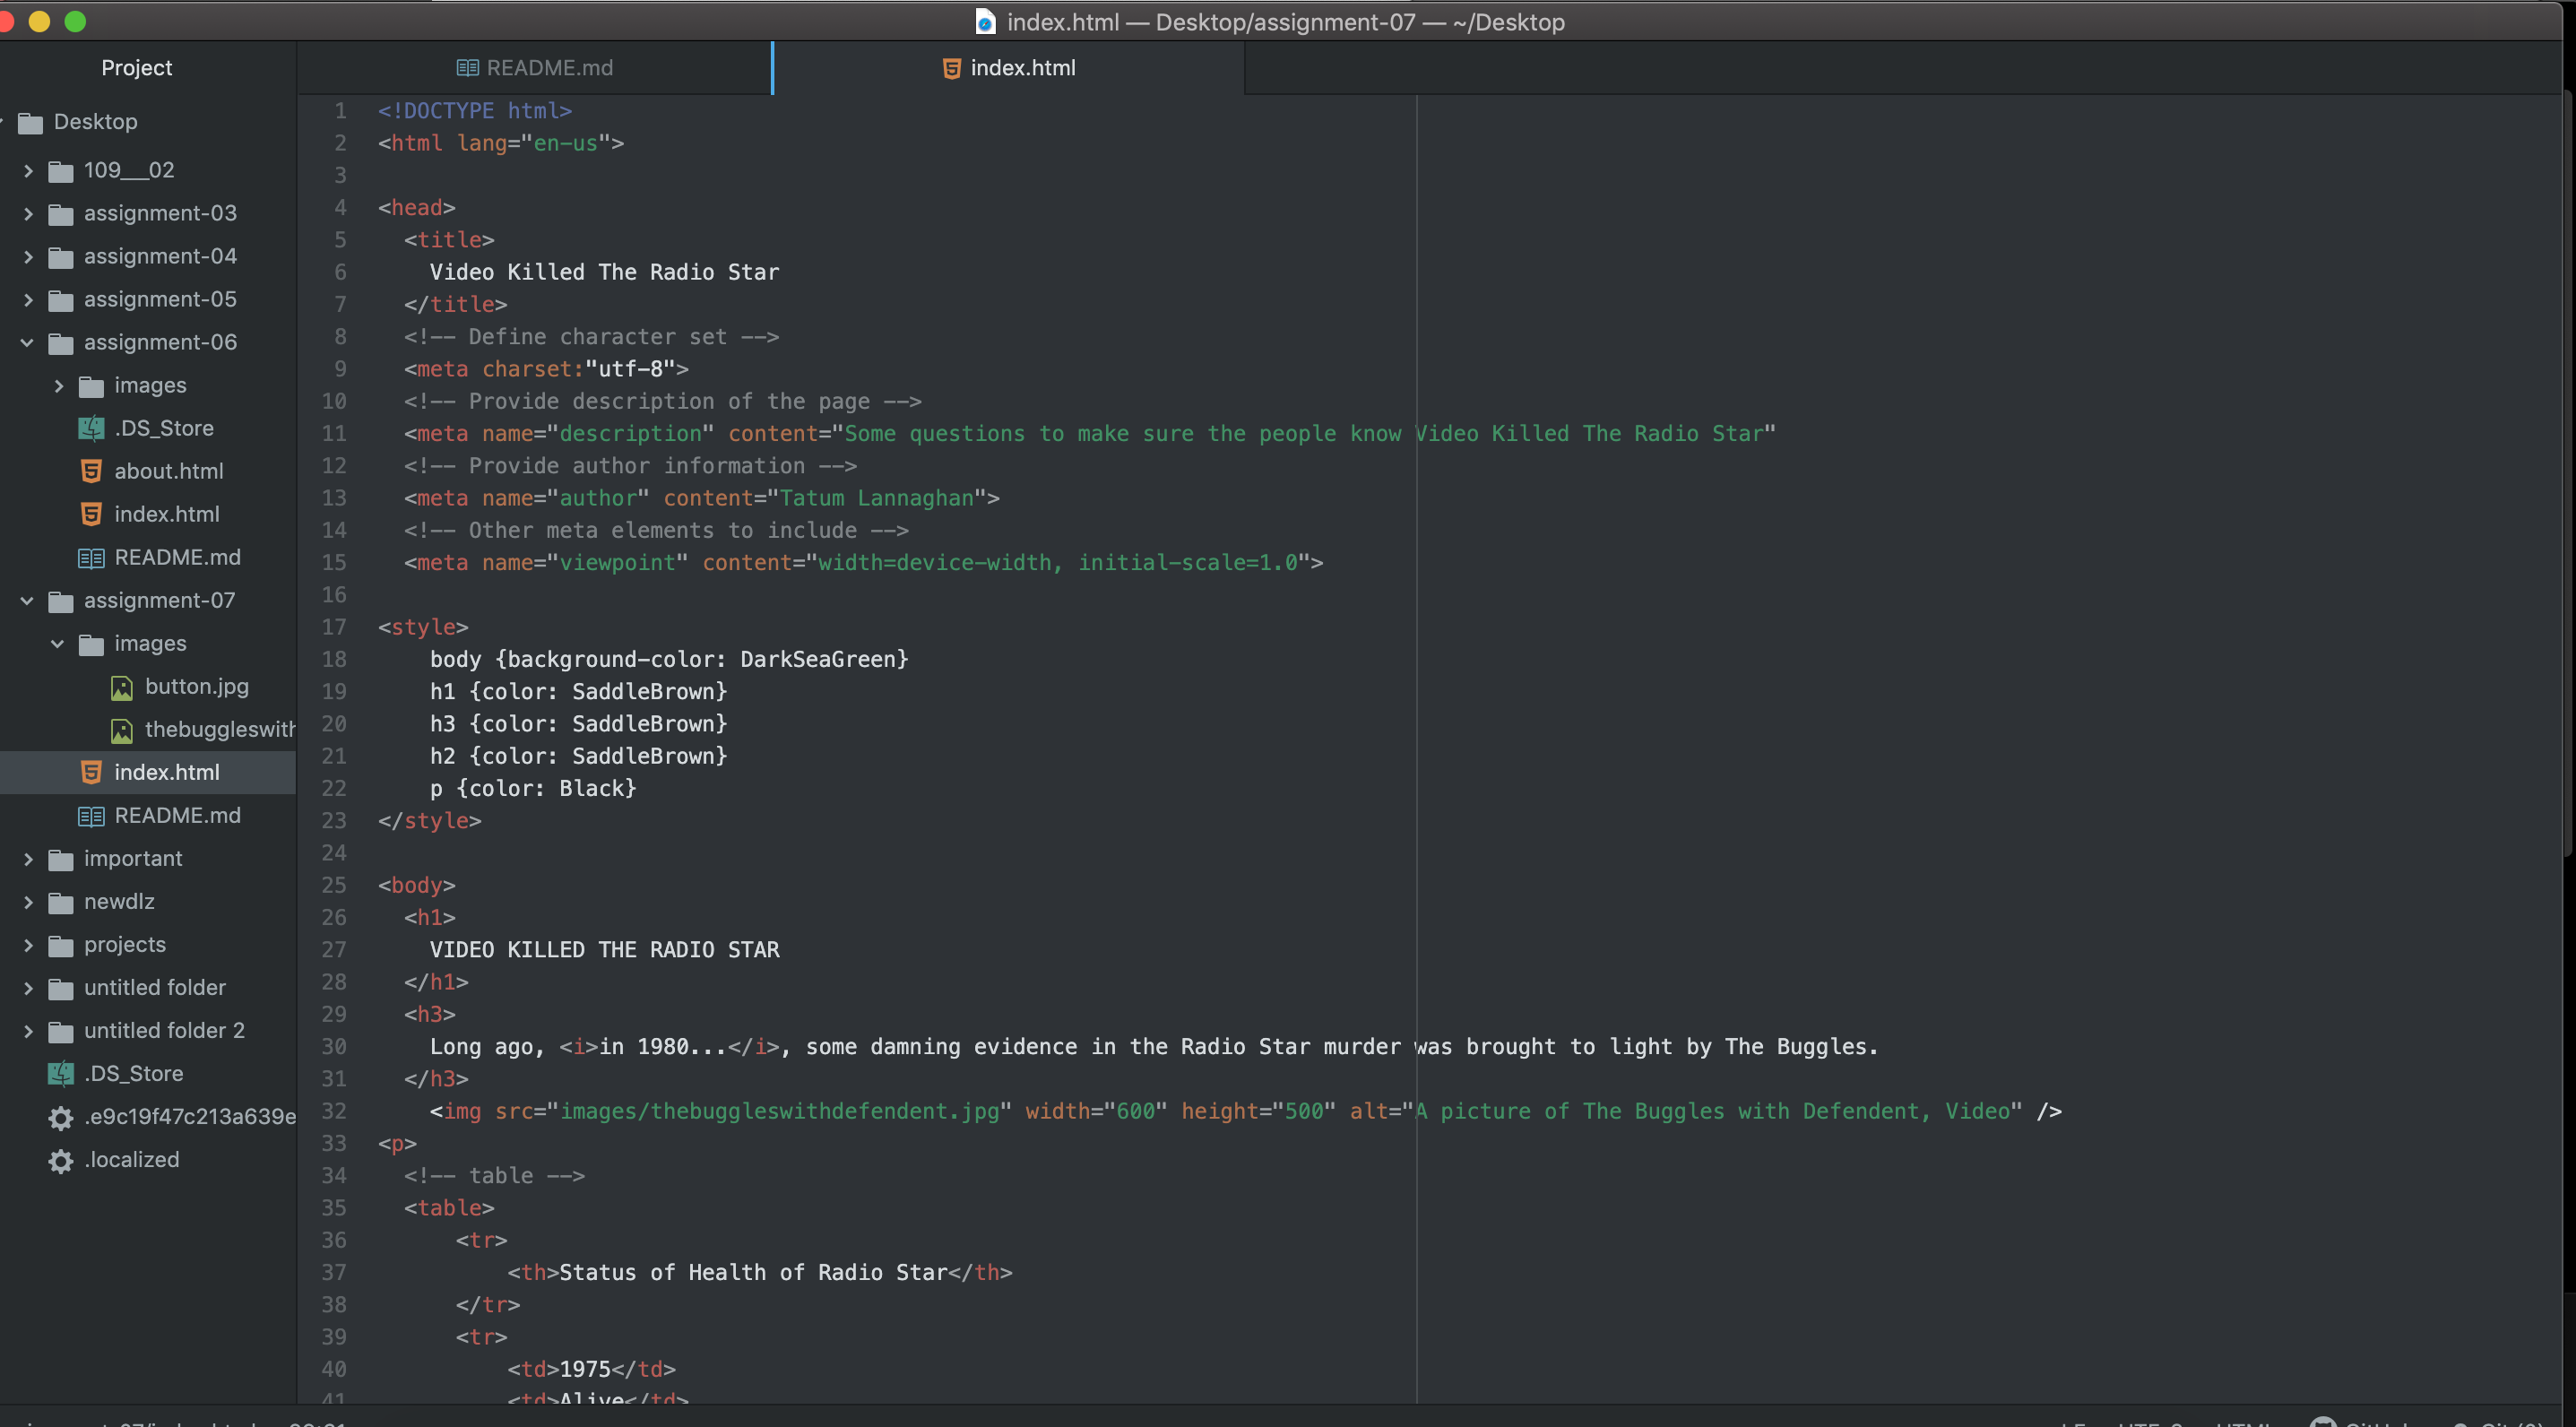 index.html — Desktop/assignment-07 — ~/Desktop
Project
README.md
index.html
Desktop
109___02
assignment-03
assignment-04
assignment-05
assignment-06
images
.DS_Store
about.html
index.html
README.md
assignment-07
images
button.jpg
thebuggleswith
index.html
README.md
important
newdlz
projects
untitled folder
untitled folder 2
.DS_Store
.e9c19f47c213a639e
.localized
1 <!DOCTYPE html>
2 <html lang="en-us">
3
4 <head>
5 <title>
6 Video Killed The Radio Star
7 </title>
8 <!-- Define character set -->
9 <meta charset:"utf-8">
10 <!-- Provide description of the page -->
11 <meta name="description" content="Some questions to make sure the people know Video Killed The Radio Star"
12 <!-- Provide author information -->
13 <meta name="author" content="Tatum Lannaghan">
14 <!-- Other meta elements to include -->
15 <meta name="viewpoint" content="width=device-width, initial-scale=1.0">
16
17 <style>
18 body {background-color: DarkSeaGreen}
19 h1 {color: SaddleBrown}
20 h3 {color: SaddleBrown}
21 h2 {color: SaddleBrown}
22 p {color: Black}
23 </style>
24
25 <body>
26 <h1>
27 VIDEO KILLED THE RADIO STAR
28 </h1>
29 <h3>
30 Long ago, <i>in 1980...</i>, some damning evidence in the Radio Star murder was brought to light by The Buggles.
31 </h3>
32 <img src="images/thebuggleswithdefendent.jpg" width="600" height="500" alt="A picture of The Buggles with Defendent, Video" />
33 <p>
34 <!-- table -->
35 <table>
36 <tr>
37 <th>Status of Health of Radio Star</th>
38 </tr>
39 <tr>
40 <td>1975</td>
41 <td>Alive</td>